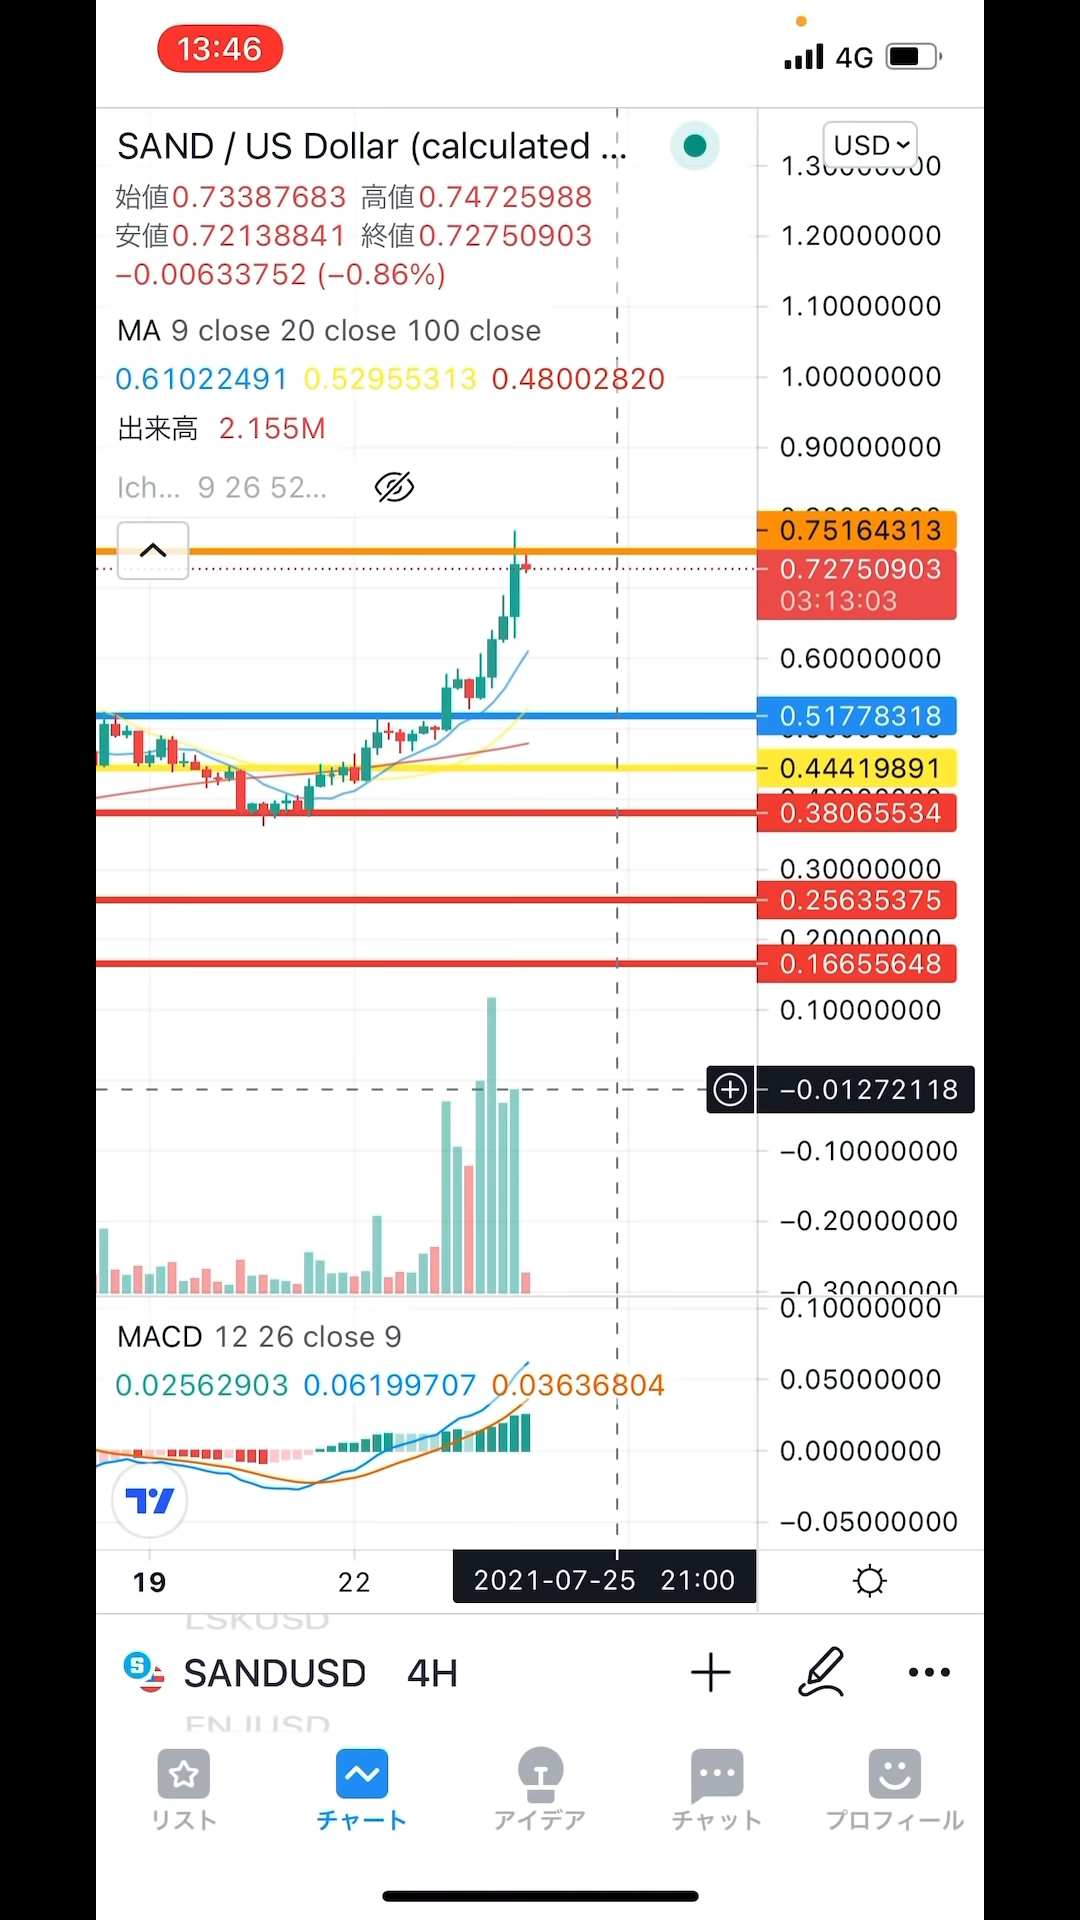 13:46
4G
SAND / US Dollar (calculated ...
USD
始値0.73387683 高値0.74725988
安値0.72138841 終値0.72750903
−0.00633752 (−0.86%)
MA 9 close 20 close 100 close
0.61022491 0.52955313 0.48002820
出来高 2.155M
Ich... 9 26 52...
1.20000000
1.10000000
1.00000000
0.90000000
0.75164313
0.72750903
03:13:03
0.60000000
0.51778318
0.44419891
0.38065534
0.30000000
0.25635375
0.20000000
0.16655648
0.10000000
−0.01272118
−0.10000000
−0.20000000
−0.30000000
0.10000000
MACD 12 26 close 9
0.02562903 0.06199707 0.03636804
0.05000000
0.00000000
−0.05000000
19
22
2021-07-25 21:00
LSKUSD
S
SANDUSD 4H
ENJUSD
リスト
チャート
アイデア
チャット
プロフィール